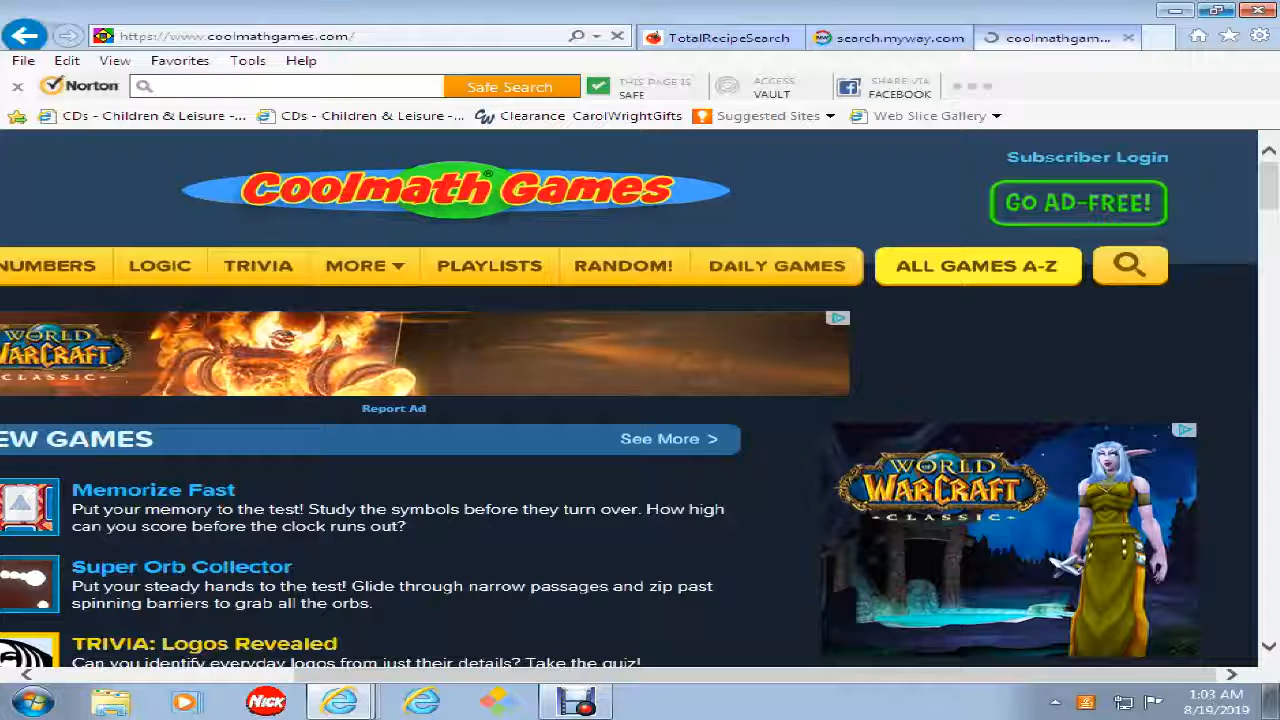 https://www.coolmathgames.com/
TotalRecipeSearch
search.myway.com
coolmathgam...
File Edit View Favorites Tools Help
Norton
Safe Search
THIS PAGE IS
SAFE
ACCESS
VAULT
SHARE VIA
FACEBOOK
CDs - Children & Leisure -...
CDs - Children & Leisure -...
Clearance CarolWrightGifts
Suggested Sites
Web Slice Gallery
Subscriber Login
Coolmath Games®
GO AD-FREE!
NUMBERS
LOGIC
TRIVIA
MORE
PLAYLISTS
RANDOM!
DAILY GAMES
ALL GAMES A-Z
WORLD
WARCRAFT
CLASSIC
Report Ad
EW GAMES
See More >
Memorize Fast
Put your memory to the test! Study the symbols before they turn over. How high
can you score before the clock runs out?
Super Orb Collector
Put your steady hands to the test! Glide through narrow passages and zip past
spinning barriers to grab all the orbs.
TRIVIA: Logos Revealed
Can you identify everyday logos from just their details? Take the quiz!
WORLD
WARCRAFT
CLASSIC
NICK
1:03 AM
8/19/2019